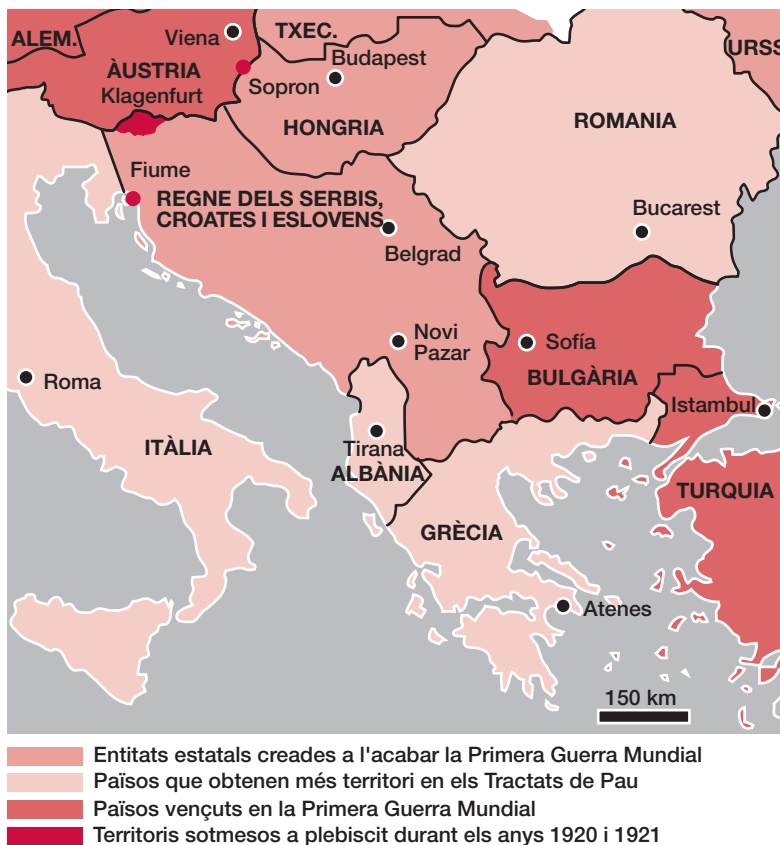 ALEM.
Viena
TXEC.
URSS
ÀUSTRIA
Budapest
Klagenfurt
Sopron
HONGRIA
ROMANIA
Fiume
REGNE DELS SERBIS,
CROATES I ESLOVENS
Bucarest
Belgrad
Novi
Pazar
Sofía
BULGÀRIA
Roma
Istambul
ITÀLIA
Tirana
ALBÀNIA
TURQUIA
GRÈCIA
Atenes
150 km
Entitats estatals creades a l'acabar la Primera Guerra Mundial
Països que obtenen més territori en els Tractats de Pau
Països vençuts en la Primera Guerra Mundial
Territoris sotmesos a plebiscit durant els anys 1920 i 1921